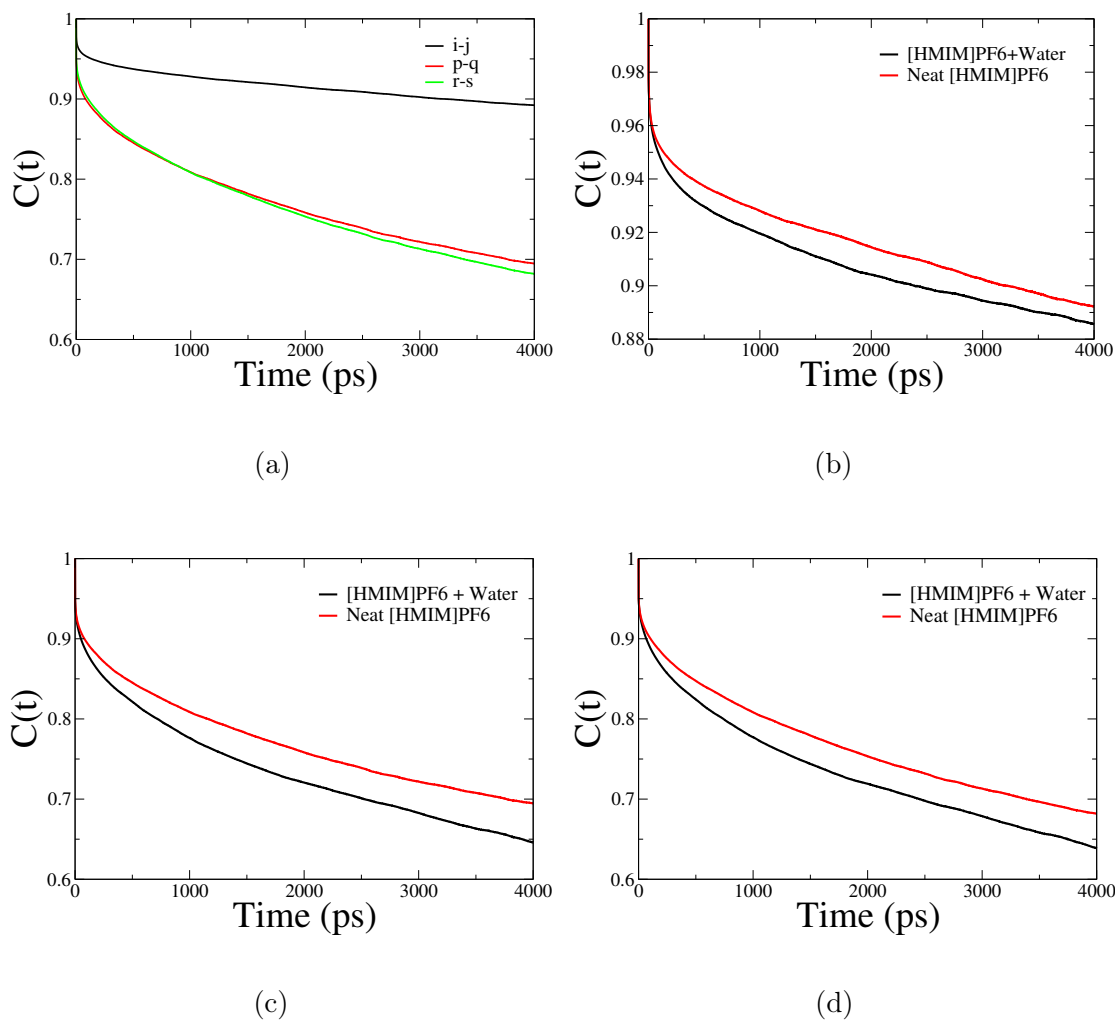 1
0.9
0.8
0.7
0.6
C(t)
i-j
p-q
r-s
0 1000 2000 3000 4000
Time (ps)
(a)
1
0.98
0.96
0.94
0.92
0.9
0.88
C(t)
[HMIM]PF6+Water
Neat [HMIM]PF6
0 1000 2000 3000 4000
Time (ps)
(b)
1
0.9
0.8
0.7
0.6
C(t)
[HMIM]PF6 + Water
Neat [HMIM]PF6
0 1000 2000 3000 4000
Time (ps)
(c)
1
0.9
0.8
0.7
0.6
C(t)
[HMIM]PF6 + Water
Neat [HMIM]PF6
0 1000 2000 3000 4000
Time (ps)
(d)